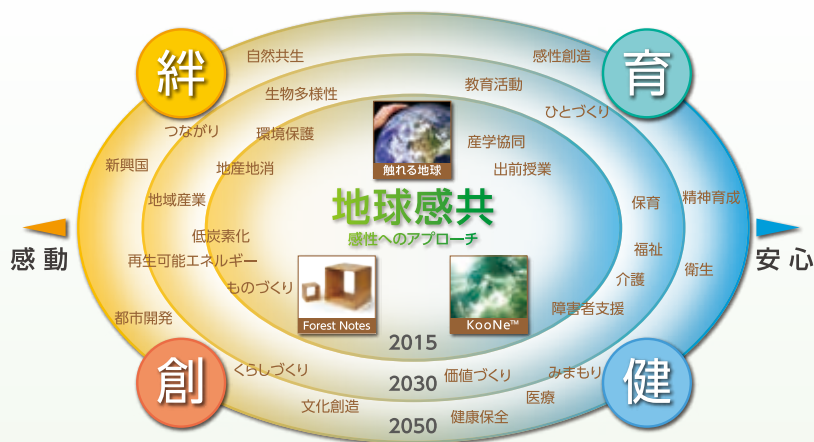 絆
育
自然共生
感性創造
生物多様性
教育活動
つながり
環境保護
ひとづくり
産学協同
新興国
地産地消
触れる地球
出前授業
地域産業
地球感共
保育
精神育成
低炭素化
感性へのアプローチ
感動
再生可能エネルギー
福祉
衛生
安心
ものづくり
介護
都市開発
Forest Notes
KooNe™
障害者支援
2015
創
くらしづくり
2030
価値づくり
みまもり
健
文化創造
2050
健康保全
医療